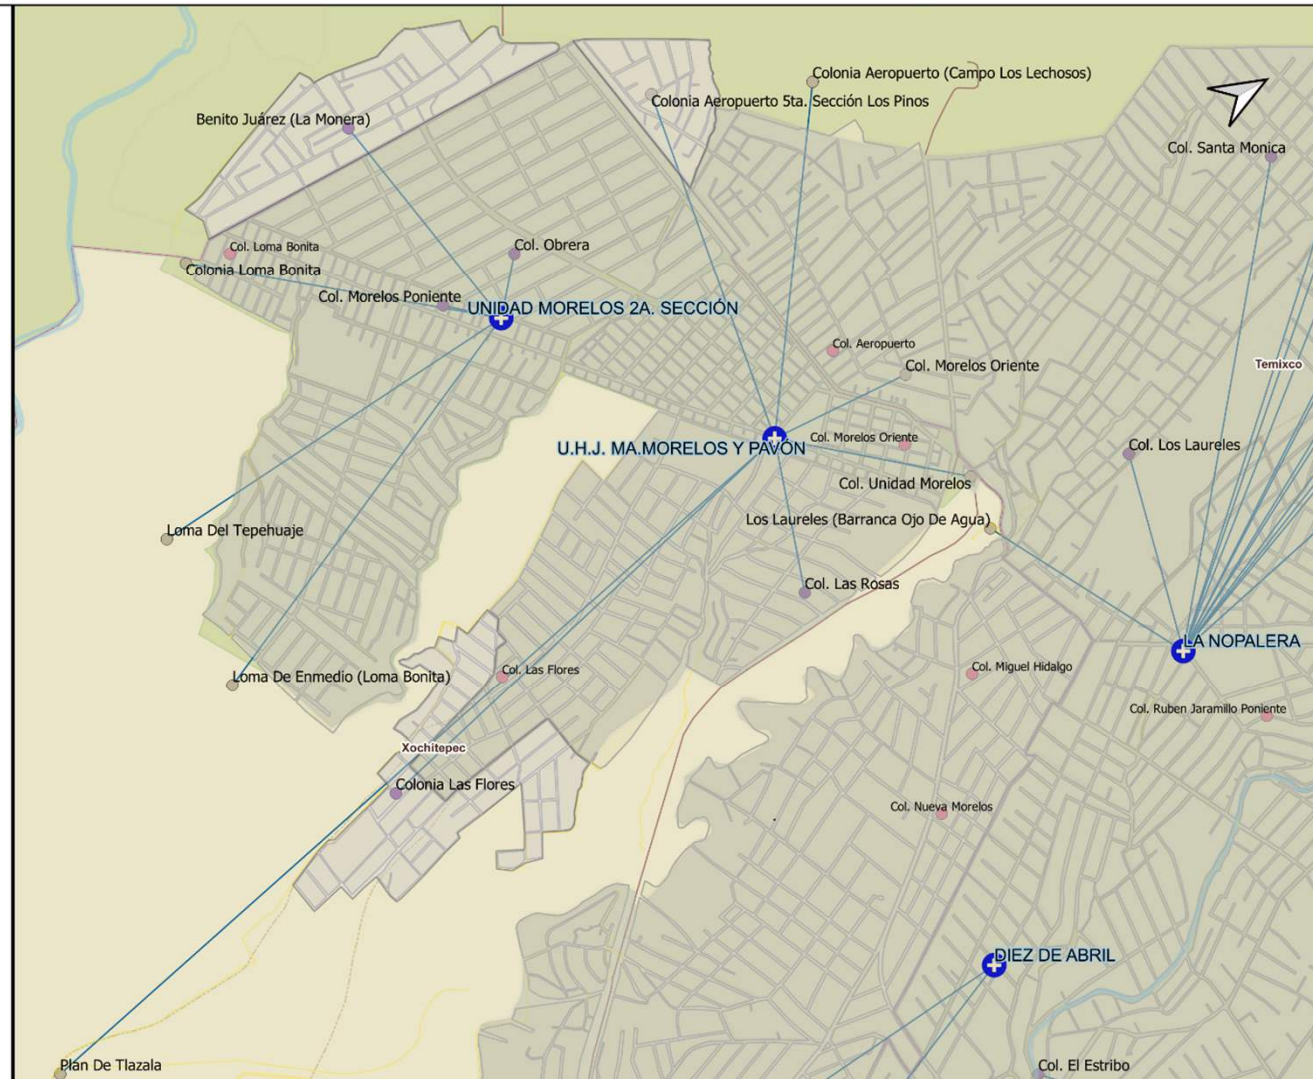 Colonia Aeropuerto (Campo Los Lechosos)
Colonia Aeropuerto 5ta. Sección Los Pinos
Benito Juárez (La Monera)
Col. Santa Monica
Col. Loma Bonita
Col. Obrera
Colonia Loma Bonita
Col. Morelos Poniente
UNIDAD MORELOS 2A. SECCIÓN
Col. Aeropuerto
Col. Morelos Oriente
Temixco
Col. Morelos Oriente
U.H.J. MA.MORELOS Y PAVÓN
Col. Los Laureles
Col. Unidad Morelos
Los Laureles (Barranca Ojo De Agua)
Loma Del Tepehuaje
Col. Las Rosas
LA NOPALERA
Col. Las Flores
Col. Miguel Hidalgo
Loma De Enmedio (Loma Bonita)
Col. Ruben Jaramillo Poniente
Xochitepec
Colonia Las Flores
Col. Nueva Morelos
DIEZ DE ABRIL
Plan De Tlazala
Col. El Estribo